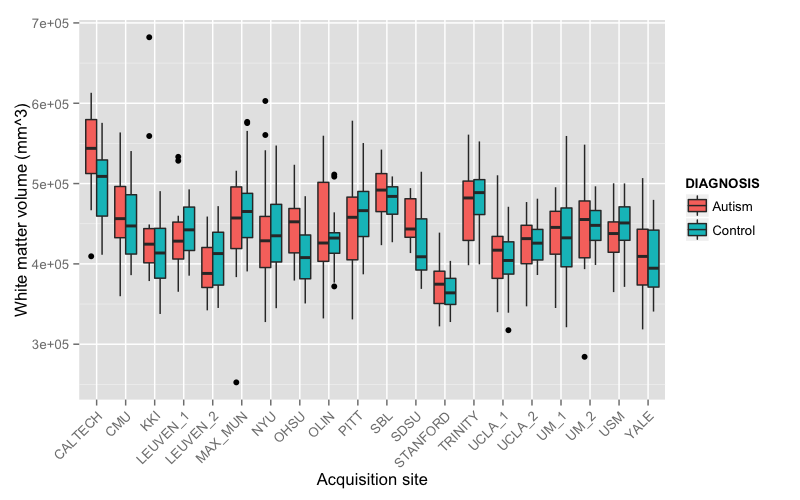 7e+05
6e+05
5e+05
4e+05
3e+05
White matter volume (mm^3)
CALTECH
CMU
KKI
LEUVEN_1
LEUVEN_2
MAX_MUN
NYU
OHSU
OLIN
PITT
SBL
SDSU
STANFORD
TRINITY
UCLA_1
UCLA_2
UM_1
UM_2
USM
YALE
Acquisition site
DIAGNOSIS
Autism
Control